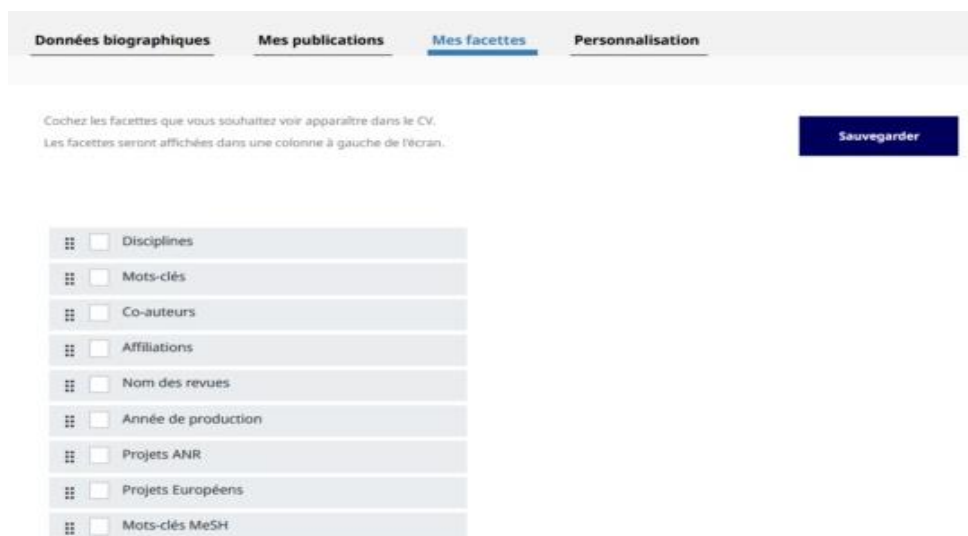 Données biographiques Mes publications Mes facettes Personnalisation
Cochez les facettes que vous souhaitez voir apparaître dans le CV.
Les facettes seront affichées dans une colonne à gauche de l'écran.
Sauvegarder
Disciplines
Mots-clés
Co-auteurs
Affiliations
Nom des revues
Année de production
Projets ANR
Projets Européens
Mots-clés MeSH